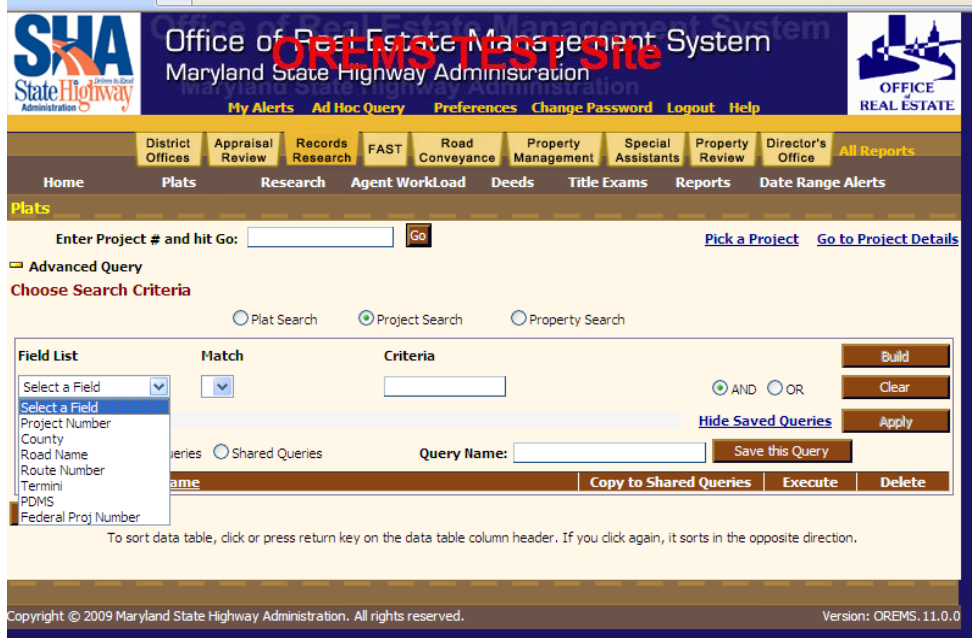 SHA
State Highway
Driven to Excel
Administration
Office of Real Estate Management System
Maryland State Highway Administration
OREMS TEST Site
OFFICE
of
REAL ESTATE
My Alerts Ad Hoc Query Preferences Change Password Logout Help
District Offices Appraisal Review Records Research FAST Road Conveyance Property Management Special Assistants Property Review Director's Office All Reports
Home Plats Research Agent WorkLoad Deeds Title Exams Reports Date Range Alerts
Plats
Enter Project # and hit Go: Go Pick a Project Go to Project Details
Advanced Query
Choose Search Criteria
Plat Search Project Search Property Search
Field List Match Criteria Build
Select a Field AND OR Clear
Select a Field
Project Number
County
Road Name
Route Number
Termini
PDMS
Federal Proj Number
Hide Saved Queries Apply
ueries Shared Queries Query Name: Save this Query
ame Copy to Shared Queries Execute Delete
To sort data table, click or press return key on the data table column header. If you click again, it sorts in the opposite direction.
Copyright © 2009 Maryland State Highway Administration. All rights reserved. Version: OREMS.11.0.0